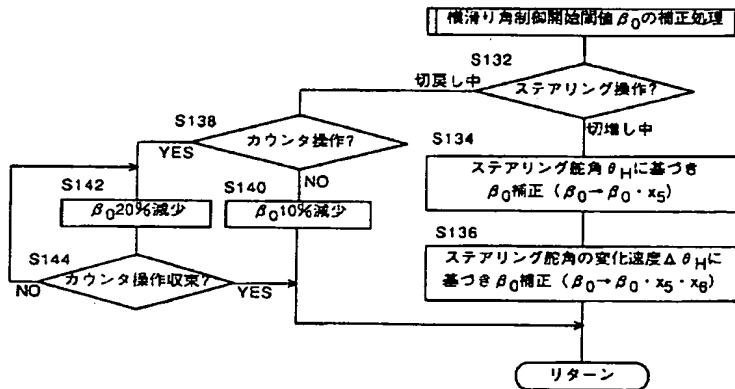 横滑り角制御開始閾値β0の補正処理
S132
切戻し中
ステアリング操作?
S138
切増し中
カウンタ操作?
YES
S134
NO
ステアリング舵角θHに基づき
β0補正(β0→β0・x5)
S142
S140
β020%減少
β010%減少
S136
S144
ステアリング舵角の変化速度ΔθHに
基づきβ0補正(β0→β0・x5・x6)
カウンタ操作収束?
NO
YES
リターン